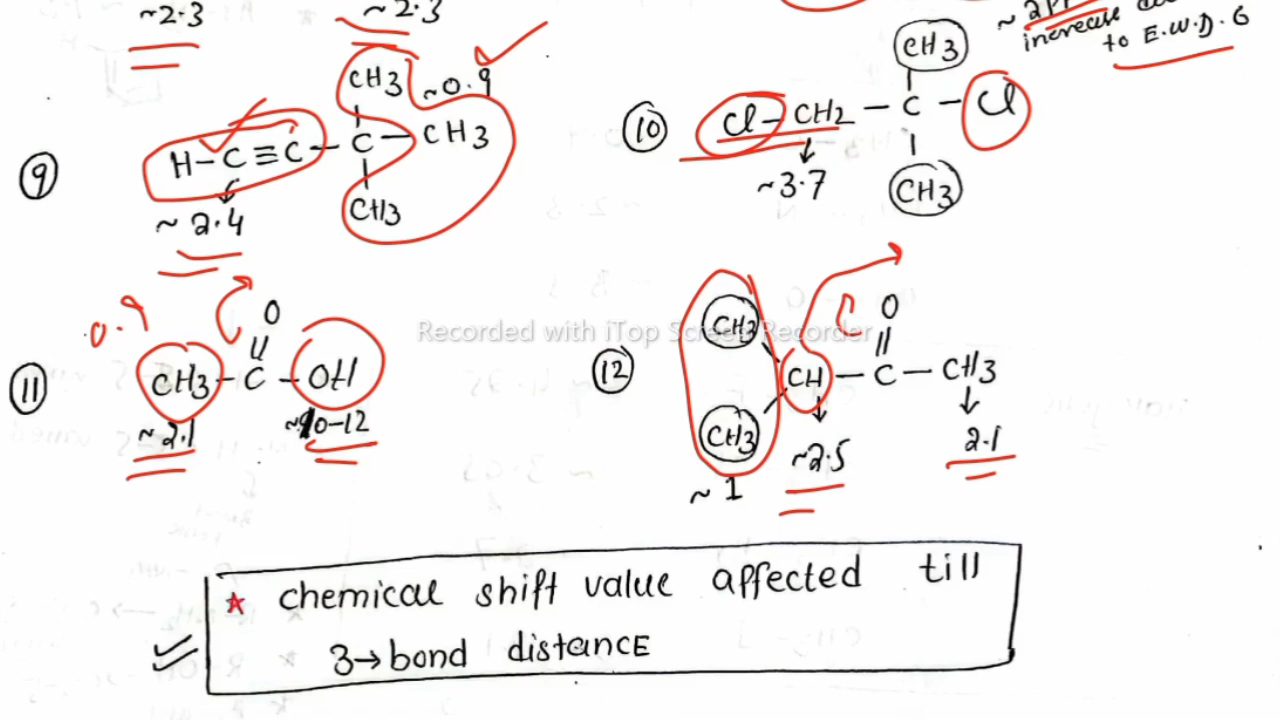 ~2.3
~2.3
~2
increase
to E.W.D.G
⑨
H-C≡C-C-CH3
CH3
CH3
~0.9
~2.4
⑩
Cl-CH2-C-Cl
CH3
CH3
~3.7
⑪
0.9
CH3-C-OH
O
~2.1
~10-12
⑫
CH3
CH3
CH-C-CH3
O
~1
~2.5
2.1
Recorded with iTop Screen Recorder
★ chemical shift value affected till
3→bond distance